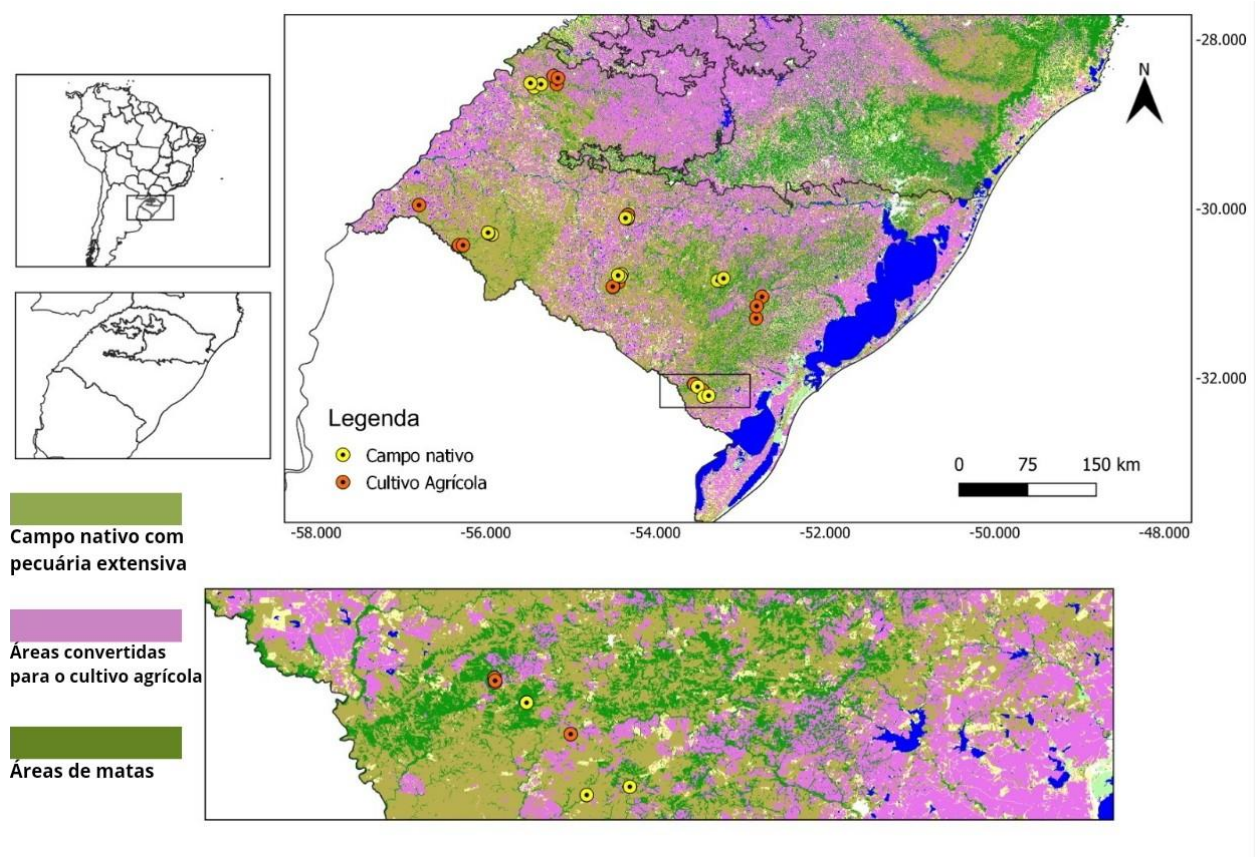 -28.000
N
-30.000
-32.000
Legenda
Campo nativo
Cultivo Agrícola
0 75 150 km
-58.000 -56.000 -54.000 -52.000 -50.000 -48.000
Campo nativo com
pecuária extensiva
Áreas convertidas
para o cultivo agrícola
Áreas de matas